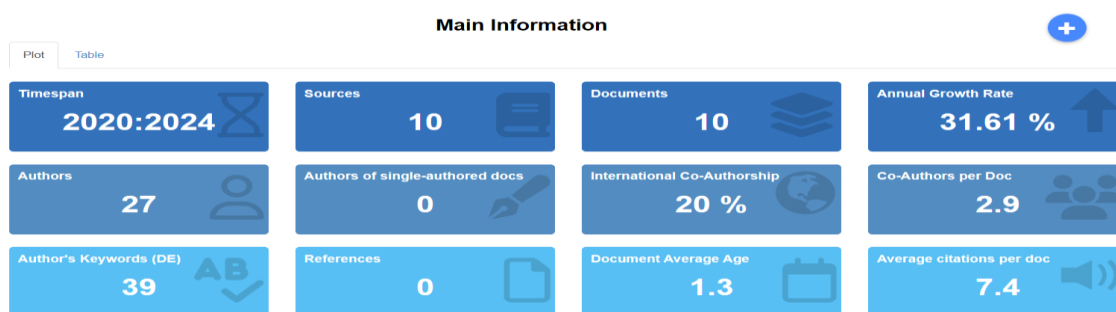 Main Information
Plot
Table
Timespan
2020:2024
Sources
10
Documents
10
Annual Growth Rate
31.61 %
Authors
27
Authors of single-authored docs
0
International Co-Authorship
20 %
Co-Authors per Doc
2.9
Author's Keywords (DE)
39
AB
References
0
Document Average Age
1.3
Average citations per doc
7.4